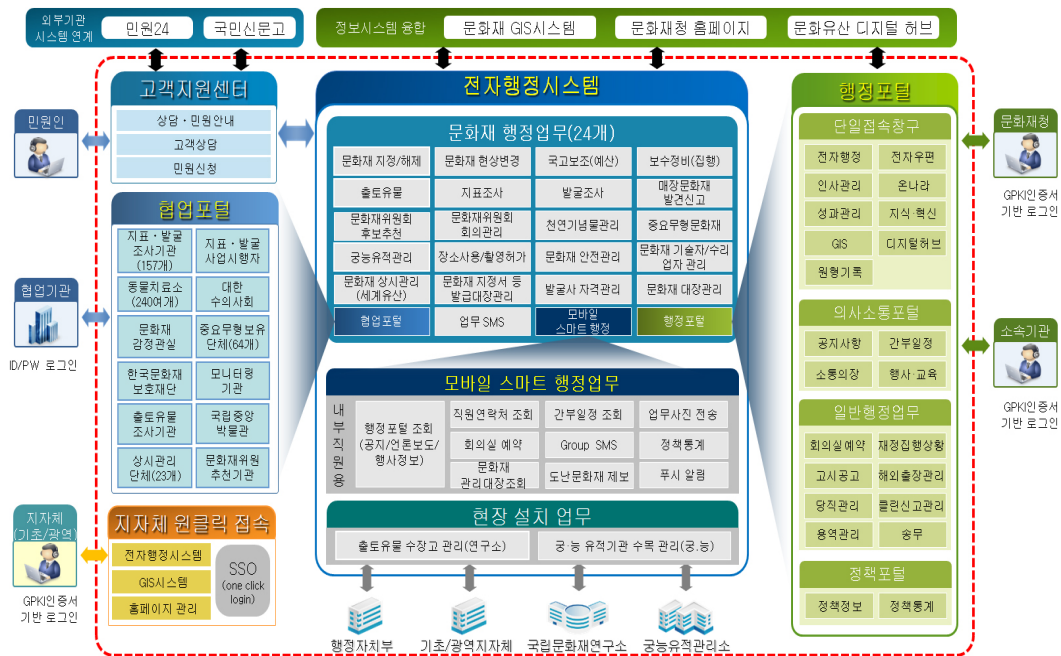 외부기관
시스템 연계
민원24
국민신문고
정보시스템 융합
문화재 GIS시스템
문화재청 홈페이지
문화유산 디지털 허브
고객지원센터
상담·민원안내
고객상담
민원신청
민원인
협업포털
지표·발굴
조사기관
(157개)
지표·발굴
사업시행자
동물치료소
(240여개)
대한
수의사회
문화재
감정관실
중요무형보유
단체(64개)
한국문화재
보호재단
모니터링
기관
출토유물
조사기관
국립중앙
박물관
상시관리
단체(23개)
문화재위원
추천기관
협업기관
ID/PW 로그인
지자체
(기초/광역)
GPKI인증서
기반 로그인
지자체 원클릭 접속
전자행정시스템
GIS시스템
홈페이지 관리
SSO
(one click
login)
전자행정시스템
문화재 행정업무(24개)
문화재 지정/해제
문화재 현상변경
국고보조(예산)
보수정비(집행)
출토유물
지표조사
발굴조사
매장문화재
발견신고
문화재위원회
후보추천
문화재위원회
회의관리
천연기념물관리
중요무형문화재
궁능유적관리
장소사용/촬영허가
문화재 안전관리
문화재 기술자/수리
업자 관리
문화재 상시관리
(세계유산)
문화재 지정서 등
발급대장관리
발굴사 자격관리
문화재 대장관리
협업포털
업무 SMS
모바일
스마트 행정
행정포털
모바일 스마트 행정업무
내
부
직
원
용
행정포털 조회
(공지/언론보도/
행사정보)
직원연락처 조회
간부일정 조회
업무사진 전송
회의실 예약
Group SMS
정책통계
문화재
관리대장조회
도난문화재 제보
푸시 알림
현장 설치 업무
출토유물 수장고 관리(연구소)
궁·능 유적기관 수목 관리(궁.능)
행정자치부
기초/광역지자체
국립문화재연구소
궁능유적관리소
행정포털
단일접속창구
전자행정
전자우편
인사관리
온나라
성과관리
지식·혁신
GIS
디지털허브
원형기록
의사소통포털
공지사항
간부일정
소통의장
행사·교육
일반행정업무
회의실예약
재정집행상황
고시공고
해외출장관리
당직관리
클린신고관리
용역관리
송무
정책포털
정책정보
정책통계
문화재청
GPKI인증서
기반 로그인
소속기관
GPKI인증서
기반 로그인